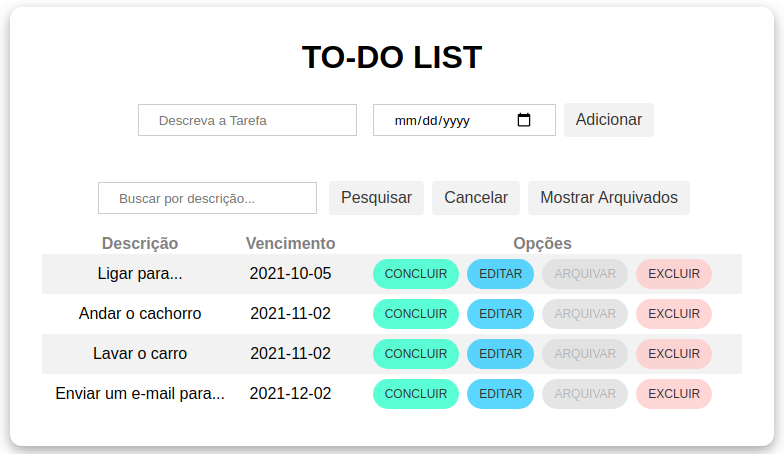 TO-DO LIST
Descreva a Tarefa mm/dd/yyyy Adicionar
Buscar por descrição... Pesquisar Cancelar Mostrar Arquivados
Descrição Vencimento Opções
Ligar para... 2021-10-05 CONCLUIR EDITAR ARQUIVAR EXCLUIR
Andar o cachorro 2021-11-02 CONCLUIR EDITAR ARQUIVAR EXCLUIR
Lavar o carro 2021-11-02 CONCLUIR EDITAR ARQUIVAR EXCLUIR
Enviar um e-mail para... 2021-12-02 CONCLUIR EDITAR ARQUIVAR EXCLUIR